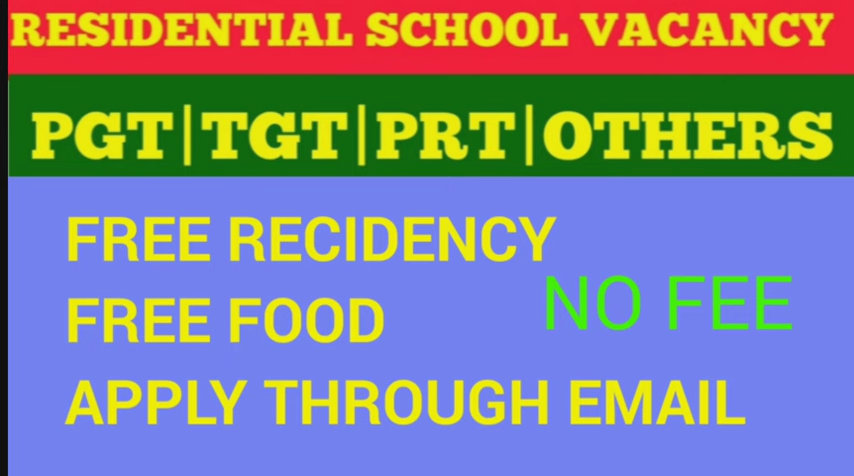 RESIDENTIAL SCHOOL VACANCY
PGT|TGT|PRT|OTHERS
FREE RECIDENCY
NO FEE
FREE FOOD
APPLY THROUGH EMAIL